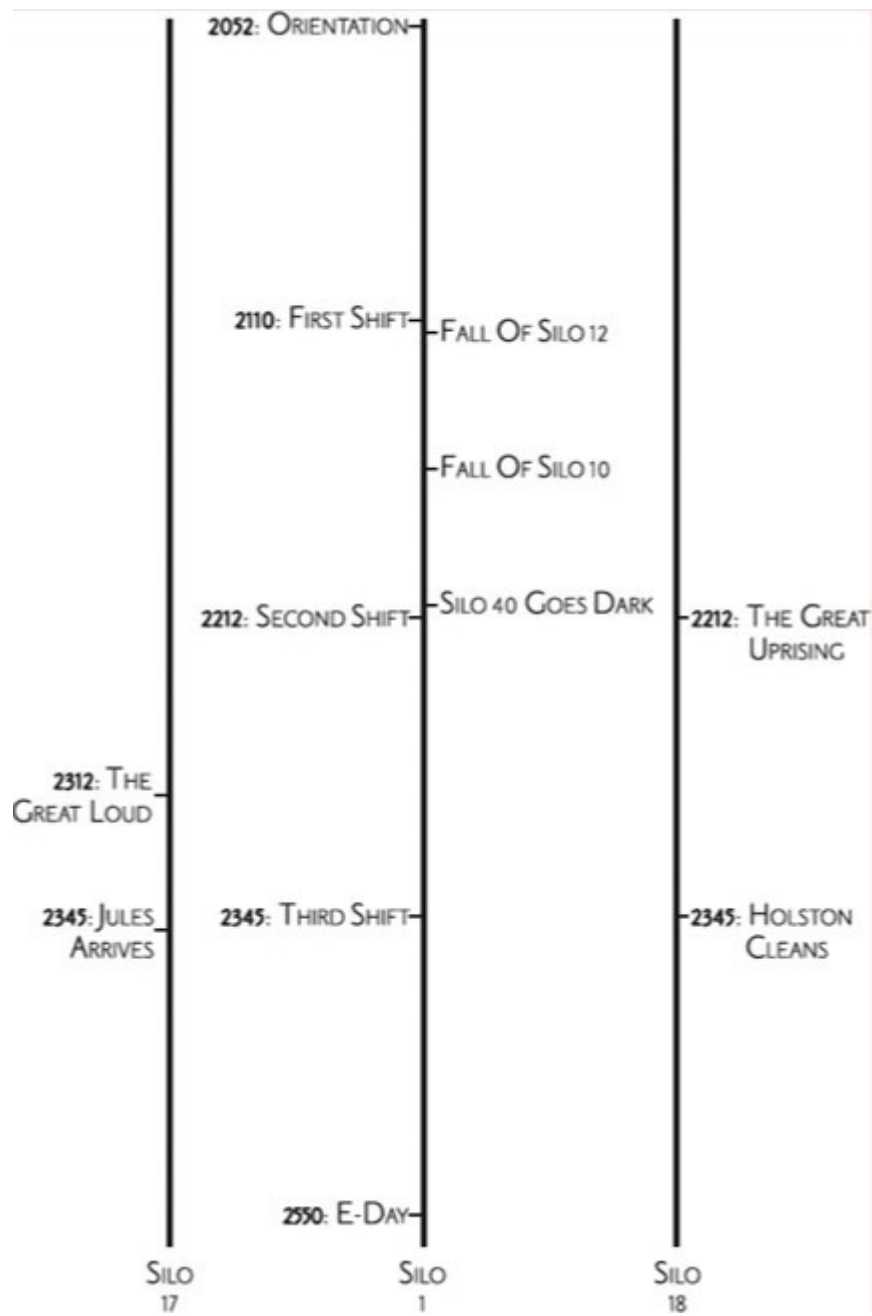 2052: Orientation
2110: First Shift
Fall Of Silo 12
Fall Of Silo 10
Silo 40 Goes Dark
2212: Second Shift
2212: The Great
Uprising
2312: The
Great Loud
2345: Jules
Arrives
2345: Third Shift
2345: Holston
Cleans
2550: E-Day
Silo
17
Silo
1
Silo
18